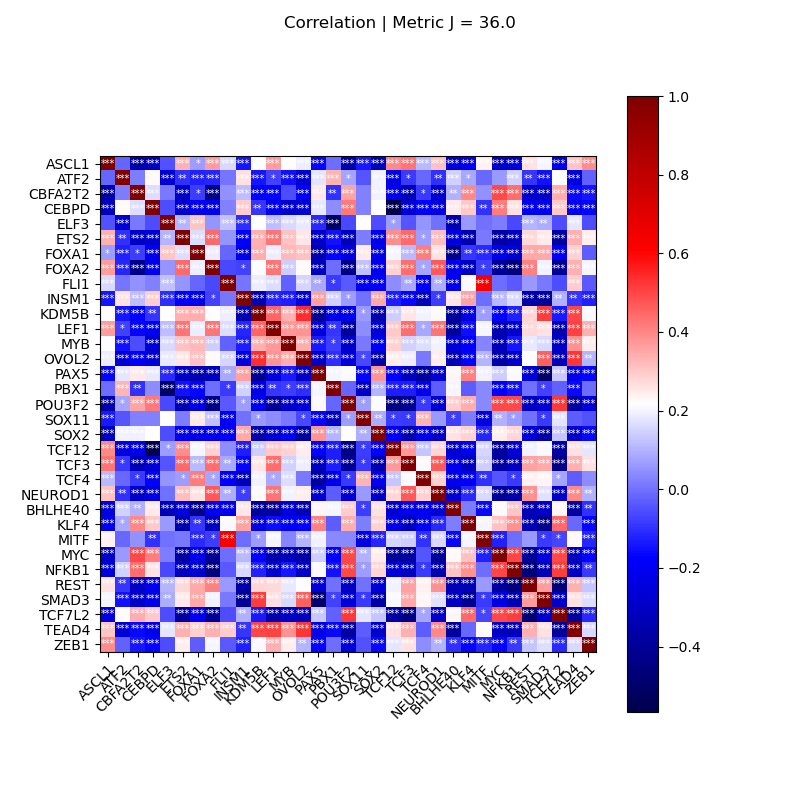 Correlation | Metric J = 36.0
ASCL1
ATF2
CBFA2T2
CEBPD
ELF3
ETS2
FOXA1
FOXA2
FLI1
INSM1
KDM5B
LEF1
MYB
OVOL2
PAX5
PBX1
POU3F2
SOX11
SOX2
TCF12
TCF3
TCF4
NEUROD1
BHLHE40
KLF4
MITF
MYC
NFKB1
REST
SMAD3
TCF7L2
TEAD4
ZEB1
ASCL1
ATF2
CBFA2T2
CEBPD
ELF3
ETS2
FOXA1
FOXA2
FLI1
INSM1
KDM5B
LEF1
MYB
OVOL2
PAX5
PBX1
POU3F2
SOX11
SOX2
TCF12
TCF3
TCF4
NEUROD1
BHLHE40
KLF4
MITF
MYC
NFKB1
REST
SMAD3
TCF7L2
TEAD4
ZEB1
1.0
0.8
0.6
0.4
0.2
0.0
−0.2
−0.4